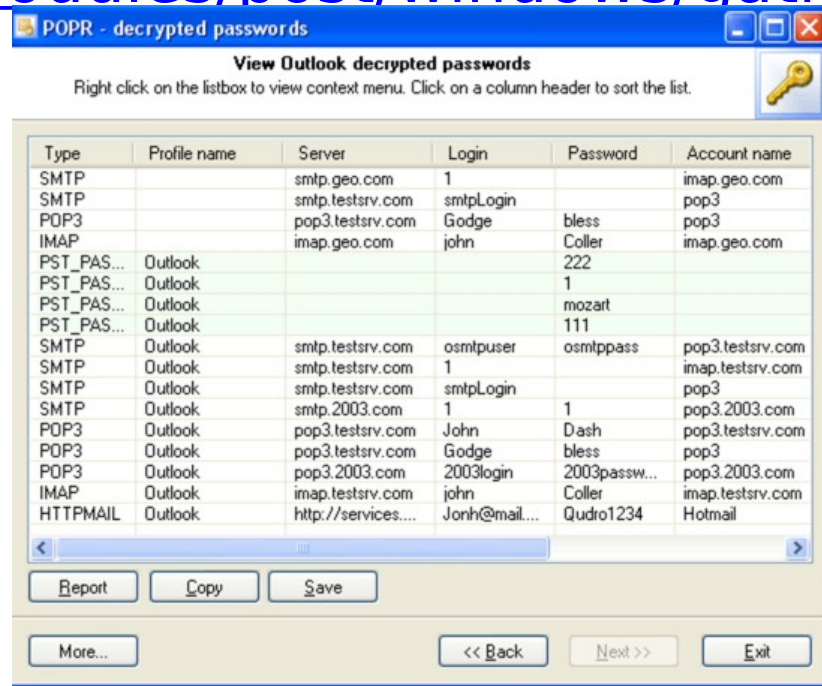 POPR - decrypted passwords
View Outlook decrypted passwords
Right click on the listbox to view context menu. Click on a column header to sort the list.
Type Profile name Server Login Password Account name
SMTP smtp.geo.com 1 imap.geo.com
SMTP smtp.testsrv.com smtpLogin pop3
POP3 pop3.testsrv.com Godge bless pop3
IMAP imap.geo.com john Coller imap.geo.com
PST_PAS... Outlook 222
PST_PAS... Outlook 1
PST_PAS... Outlook mozart
PST_PAS... Outlook 111
SMTP Outlook smtp.testsrv.com osmtpuser osmtppass pop3.testsrv.com
SMTP Outlook smtp.testsrv.com 1 imap.testsrv.com
SMTP Outlook smtp.testsrv.com smtpLogin pop3
SMTP Outlook smtp.2003.com 1 1 pop3.2003.com
POP3 Outlook pop3.testsrv.com John Dash pop3.testsrv.com
POP3 Outlook pop3.testsrv.com Godge bless pop3
POP3 Outlook pop3.2003.com 2003login 2003passw... pop3.2003.com
IMAP Outlook imap.testsrv.com john Coller imap.testsrv.com
HTTPMAIL Outlook http://services.... Jonh@mail.... Qudro1234 Hotmail
Report Copy Save
More... << Back Next >> Exit